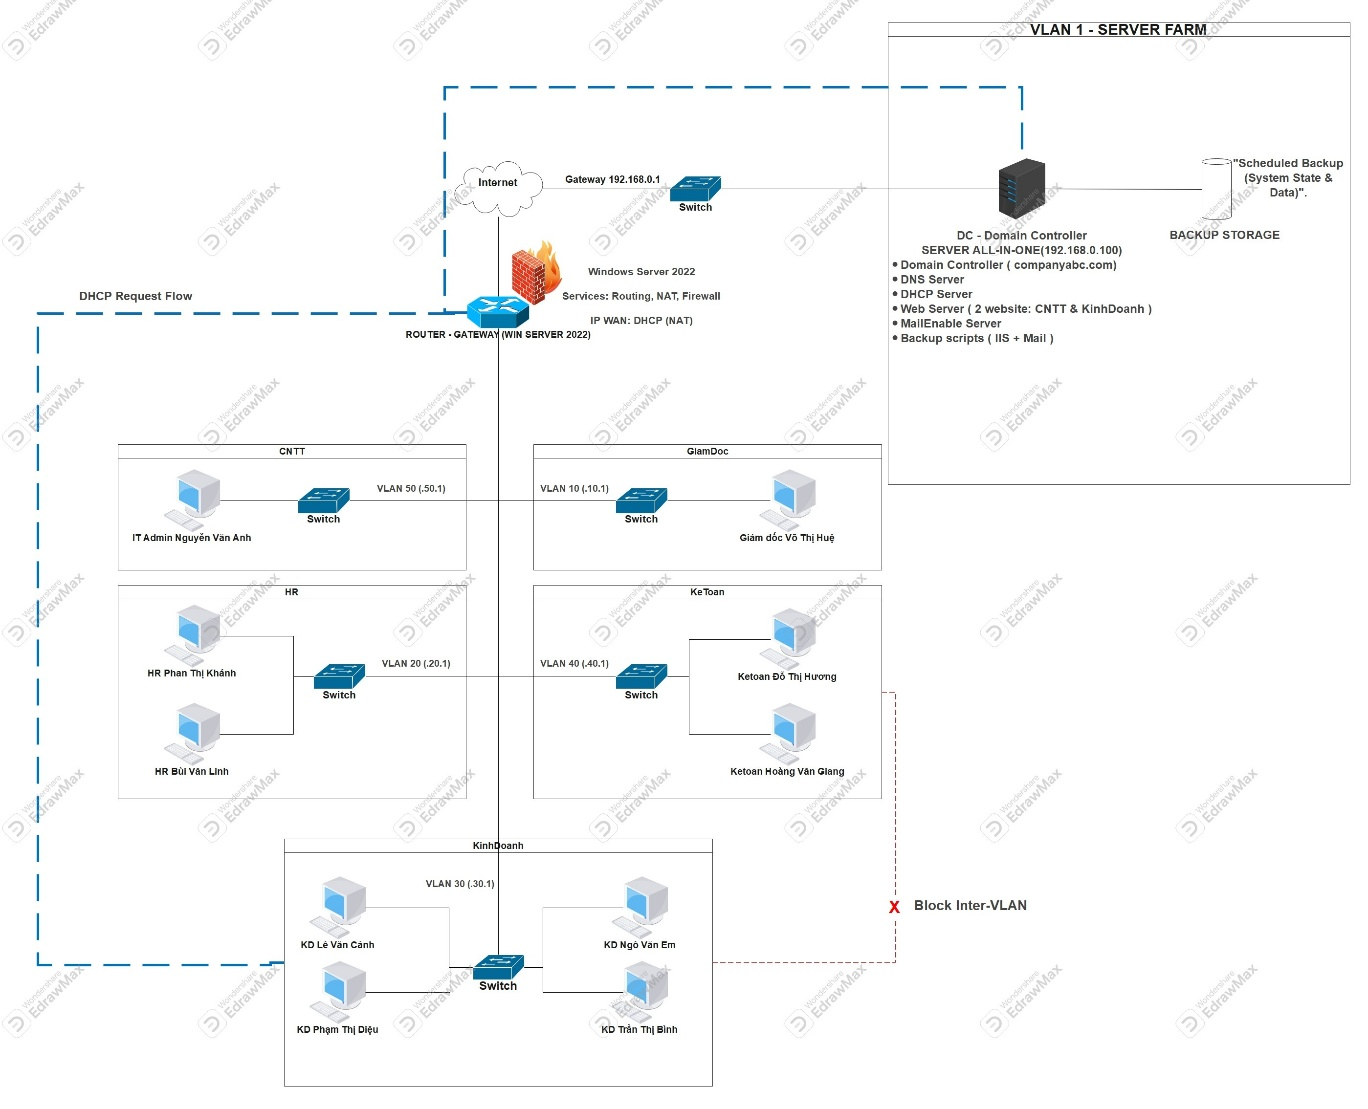 VLAN 1 - SERVER FARM
Internet
Gateway 192.168.0.1
Switch
"Scheduled Backup
(System State &
Data)".
DC - Domain Controller
SERVER ALL-IN-ONE(192.168.0.100)
BACKUP STORAGE
• Domain Controller ( companyabc.com)
• DNS Server
• DHCP Server
• Web Server ( 2 website: CNTT & KinhDoanh )
• MailEnable Server
• Backup scripts ( IIS + Mail )
Windows Server 2022
Services: Routing, NAT, Firewall
IP WAN: DHCP (NAT)
DHCP Request Flow
ROUTER - GATEWAY (WIN SERVER 2022)
CNTT
VLAN 50 (.50.1)
Switch
IT Admin Nguyễn Văn Anh
GiamDoc
VLAN 10 (.10.1)
Switch
Giám đốc Võ Thị Huệ
HR
HR Phan Thị Khánh
VLAN 20 (.20.1)
Switch
HR Bùi Văn Linh
KeToan
VLAN 40 (.40.1)
Switch
Ketoan Đỗ Thị Hương
Ketoan Hoàng Văn Giang
KinhDoanh
VLAN 30 (.30.1)
KD Lê Văn Cảnh
KD Ngô Văn Em
Switch
KD Phạm Thị Diệu
KD Trần Thị Bình
X Block Inter-VLAN
Wondershare
EdrawMax